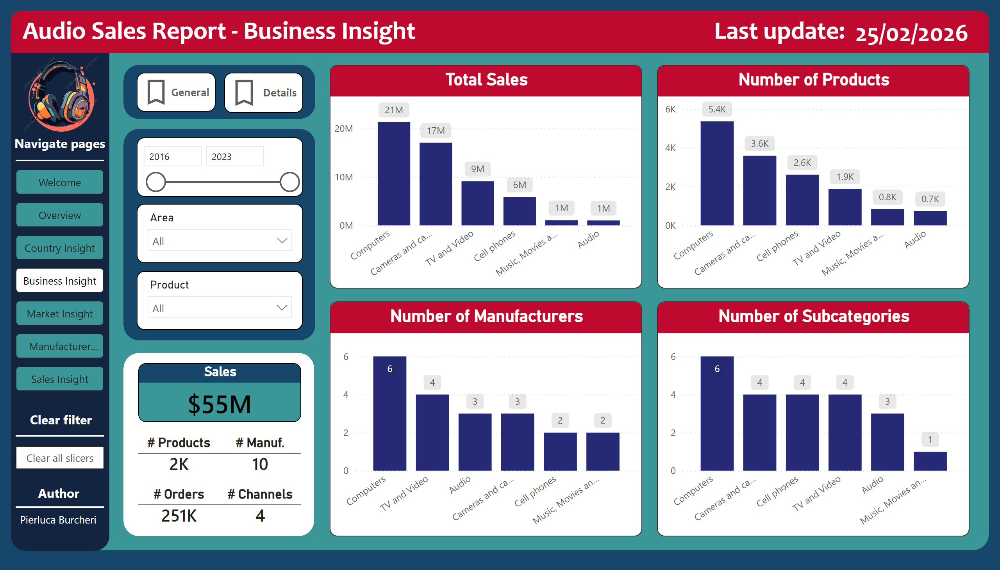 Audio Sales Report - Business Insight
Last update: 25/02/2026
Navigate pages
Welcome
Overview
Country Insight
Business Insight
Market Insight
Manufacturer...
Sales Insight
Clear filter
Clear all slicers
Author
Pierluca Burcheri
General
Details
2016
2023
Area
All
Product
All
Sales
$55M
# Products
# Manuf.
2K
10
# Orders
# Channels
251K
4
Total Sales
20M
10M
0M
21M
17M
9M
6M
1M
1M
Computers
Cameras and ca...
TV and Video
Cell phones
Music, Movies a...
Audio
Number of Products
6K
4K
2K
0K
5.4K
3.6K
2.6K
1.9K
0.8K
0.7K
Computers
Cameras and ca...
Cell phones
TV and Video
Music, Movies a...
Audio
Number of Manufacturers
6
4
2
0
6
4
3
3
2
2
Computers
TV and Video
Audio
Cameras and ca...
Cell phones
Music, Movies an...
Number of Subcategories
6
4
2
0
6
4
4
4
3
1
Computers
Cameras and ca...
Cell phones
TV and Video
Audio
Music, Movies an...